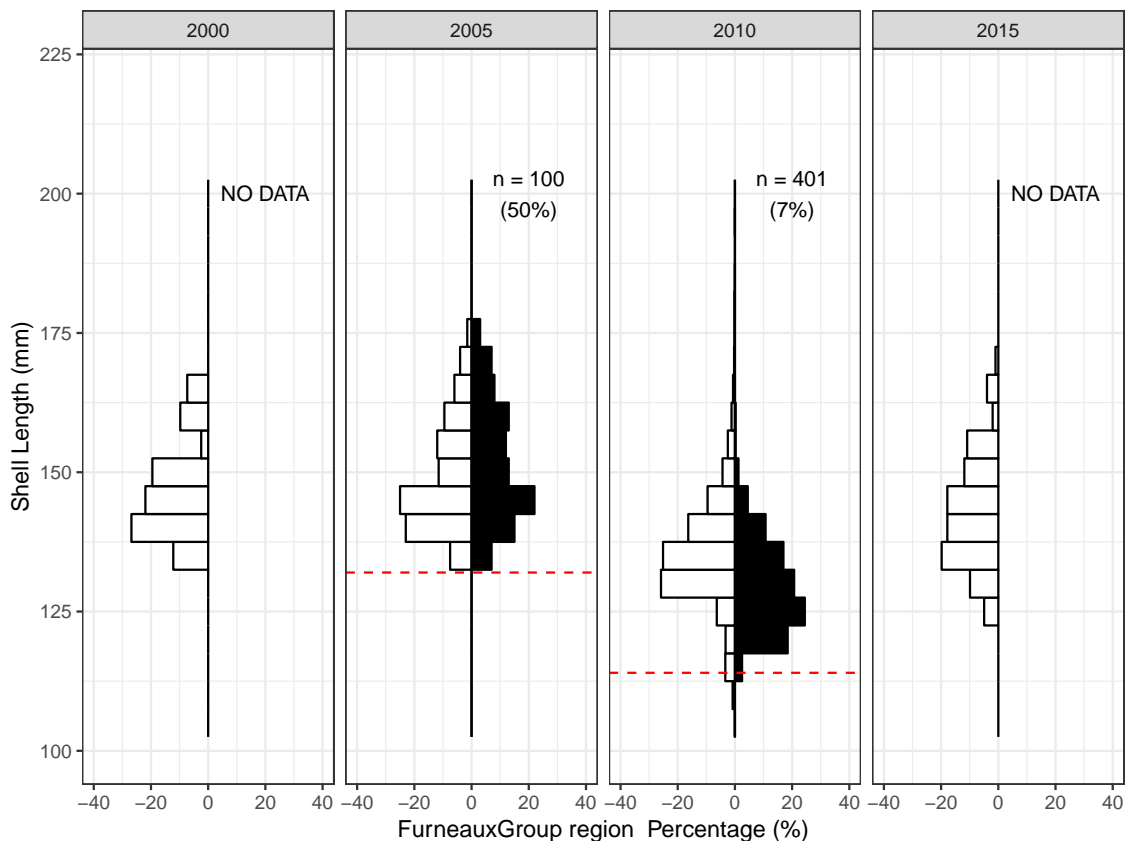 2000 2005 2010 2015
225
200
175
150
125
100
Shell Length (mm)
NO DATA
n = 100
(50%)
n = 401
(7%)
NO DATA
−40 −20 0 20 40 −40 −20 0 20 40 −40 −20 0 20 40 −40 −20 0 20 40
FurneauxGroup region  Percentage (%)